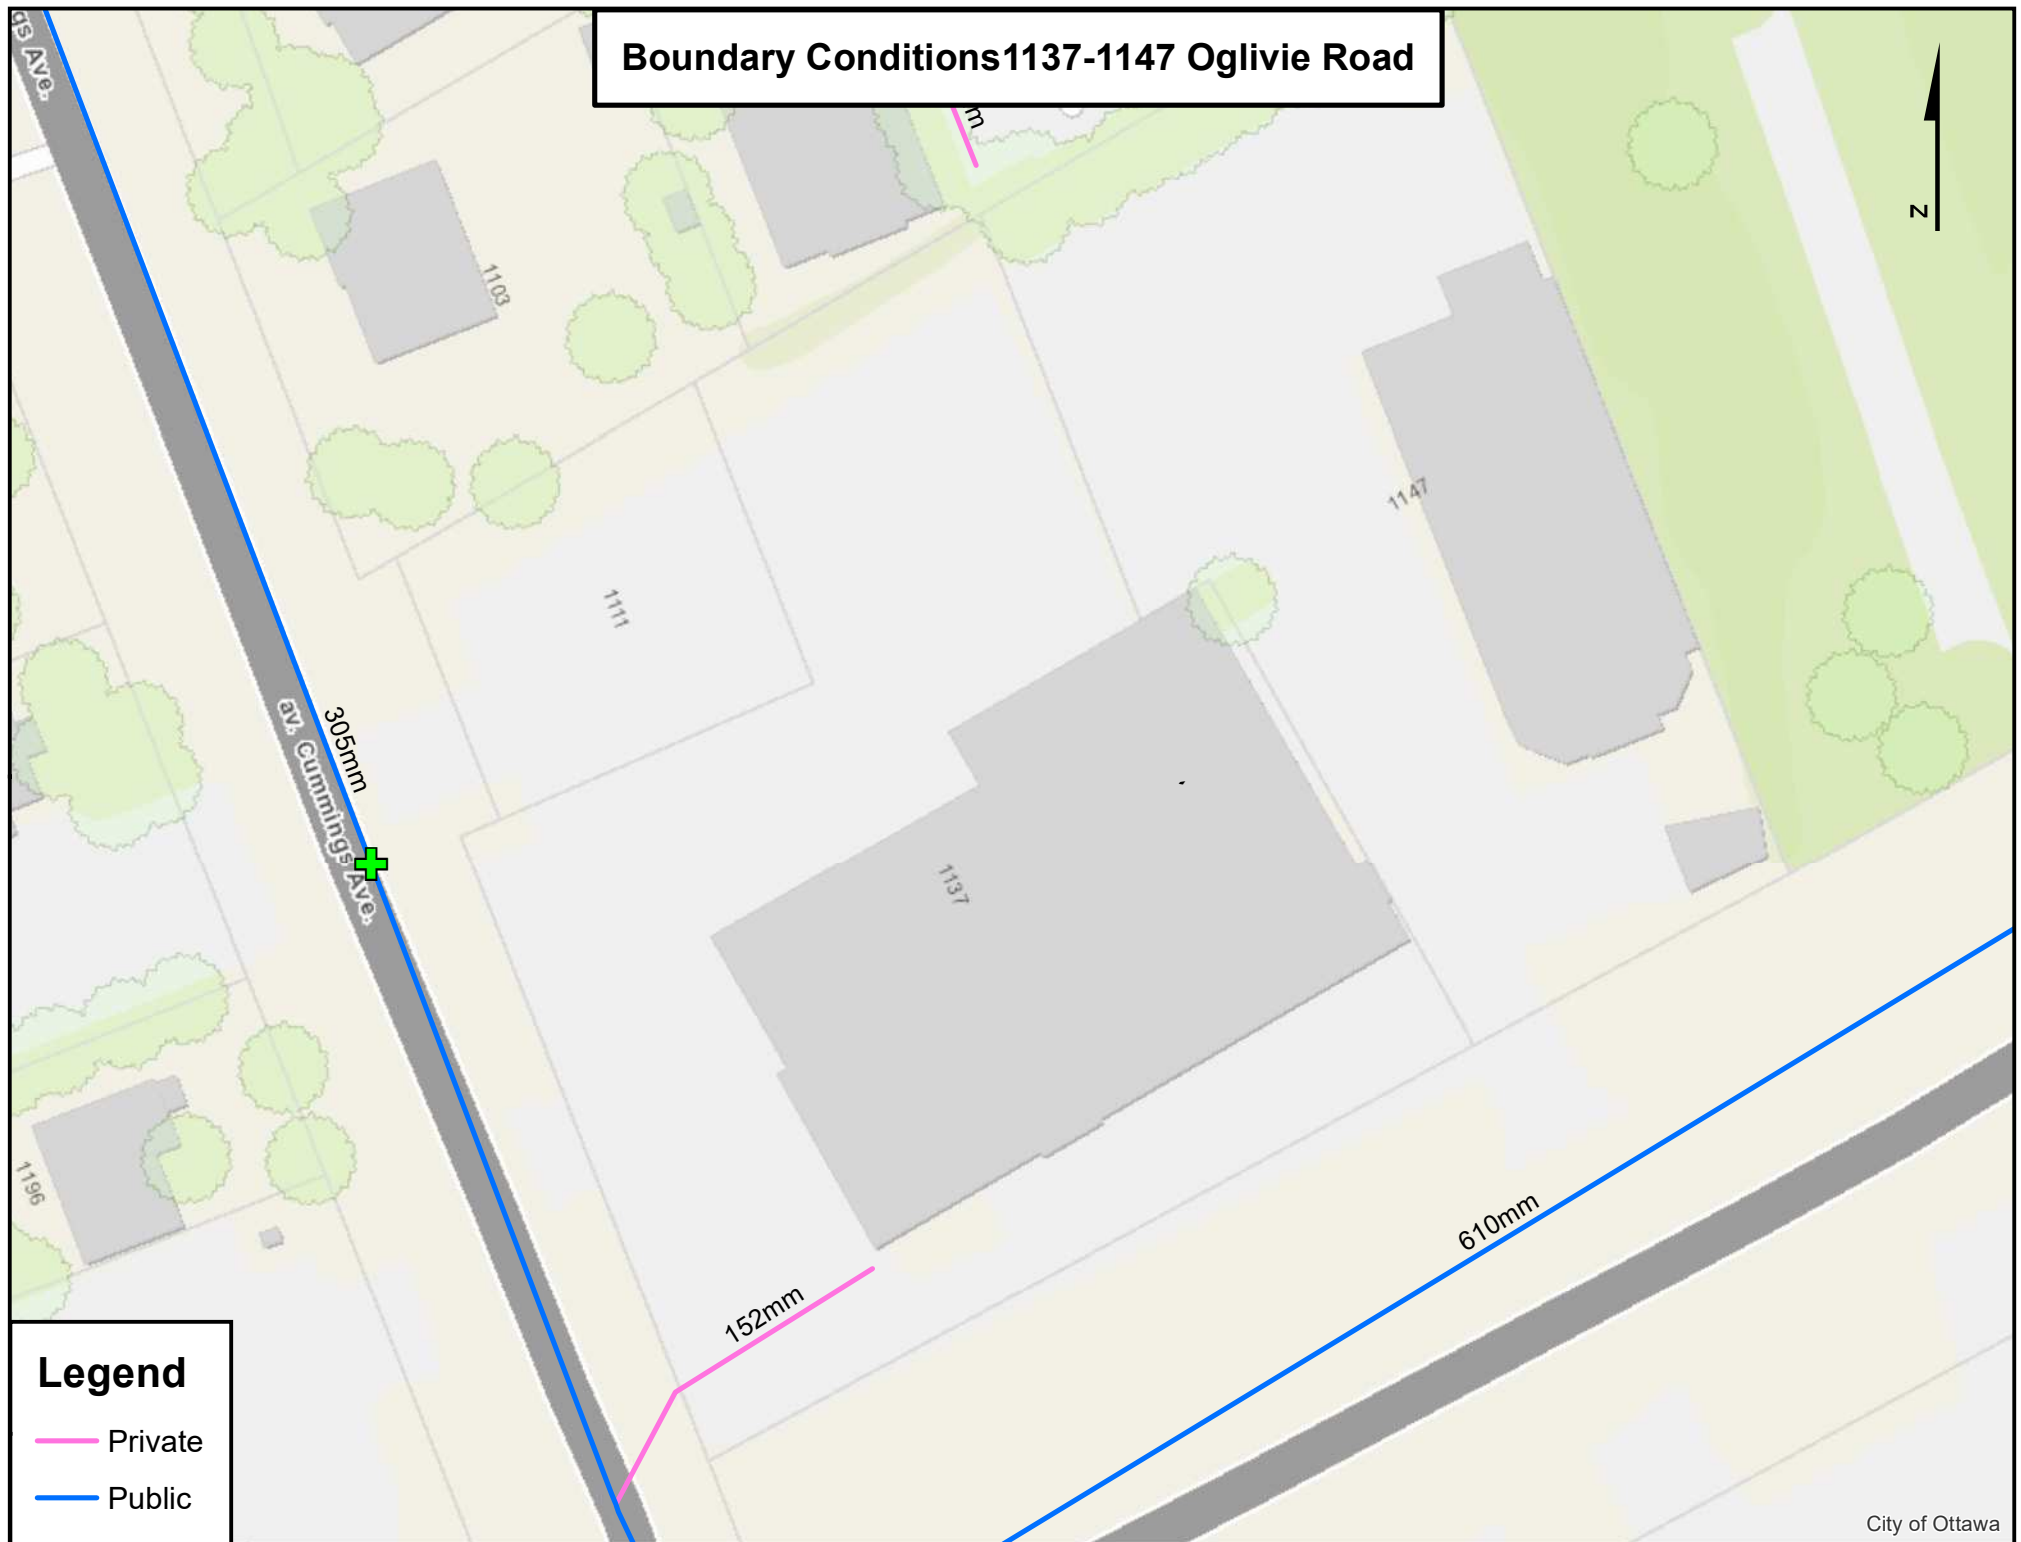 gs Ave.
Boundary Conditions1137-1147 Oglivie Road
m
N
1103
1147
1111
305mm
av. Cummings Ave.
1137
1196
610mm
152mm
Legend
Private
Public
City of Ottawa